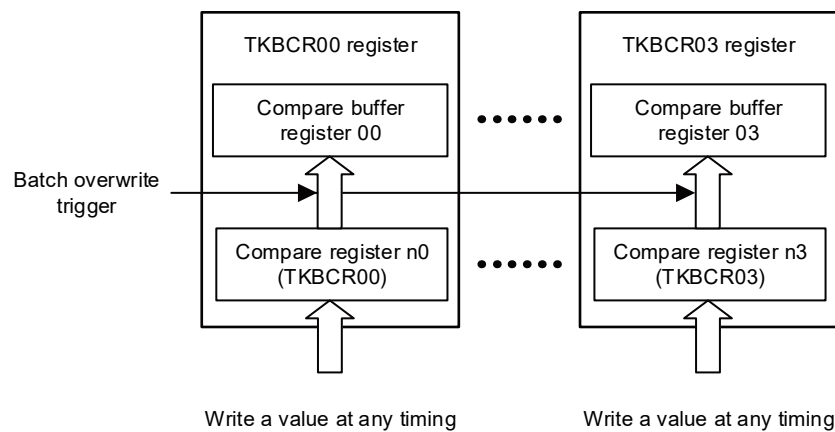 TKBCR00 register
TKBCR03 register
Compare buffer
register 00
Compare buffer
register 03
Batch overwrite
trigger
Compare register n0
(TKBCR00)
Compare register n3
(TKBCR03)
Write a value at any timing
Write a value at any timing